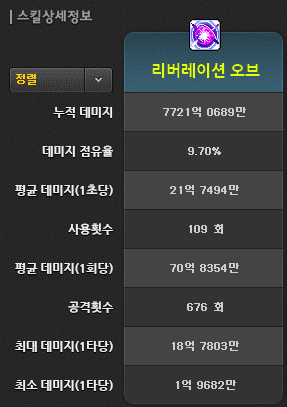 스킬상세정보
리버레이션 오브
정렬
누적 데미지 7721억 0689만
데미지 점유율 9.70%
평균 데미지(1초당) 21억 7494만
사용횟수 109 회
평균 데미지(1회당) 70억 8354만
공격횟수 676 회
최대 데미지(1타당) 18억 7803만
최소 데미지(1타당) 1억 9682만